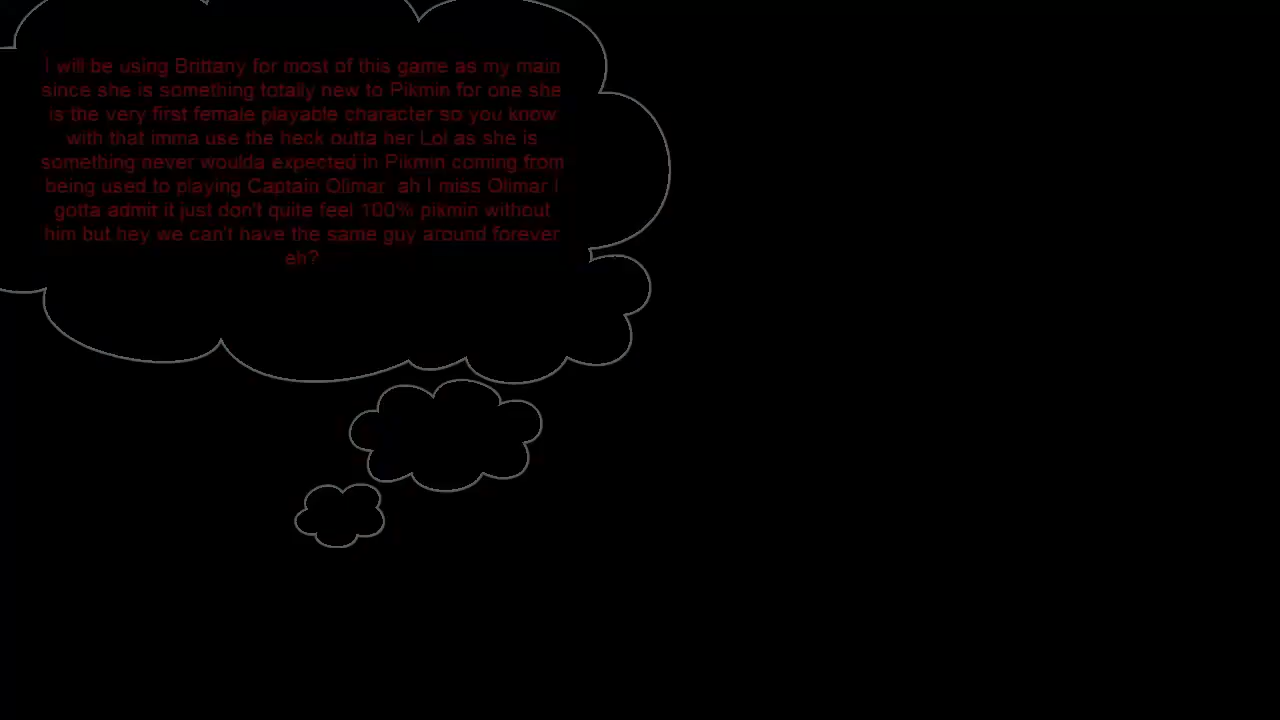 I will be using Brittany for most of this game as my main
since she is something totally new to Pikmin for one she
is the very first female playable character so you know
with that imma use the heck outta her Lol as she is
something never woulda expected in Pikmin coming from
being used to playing Captain Olimar  ah I miss Olimar I
gotta admit it just don't quite feel 100% pikmin without
him but hey we can't have the same guy around forever
eh?